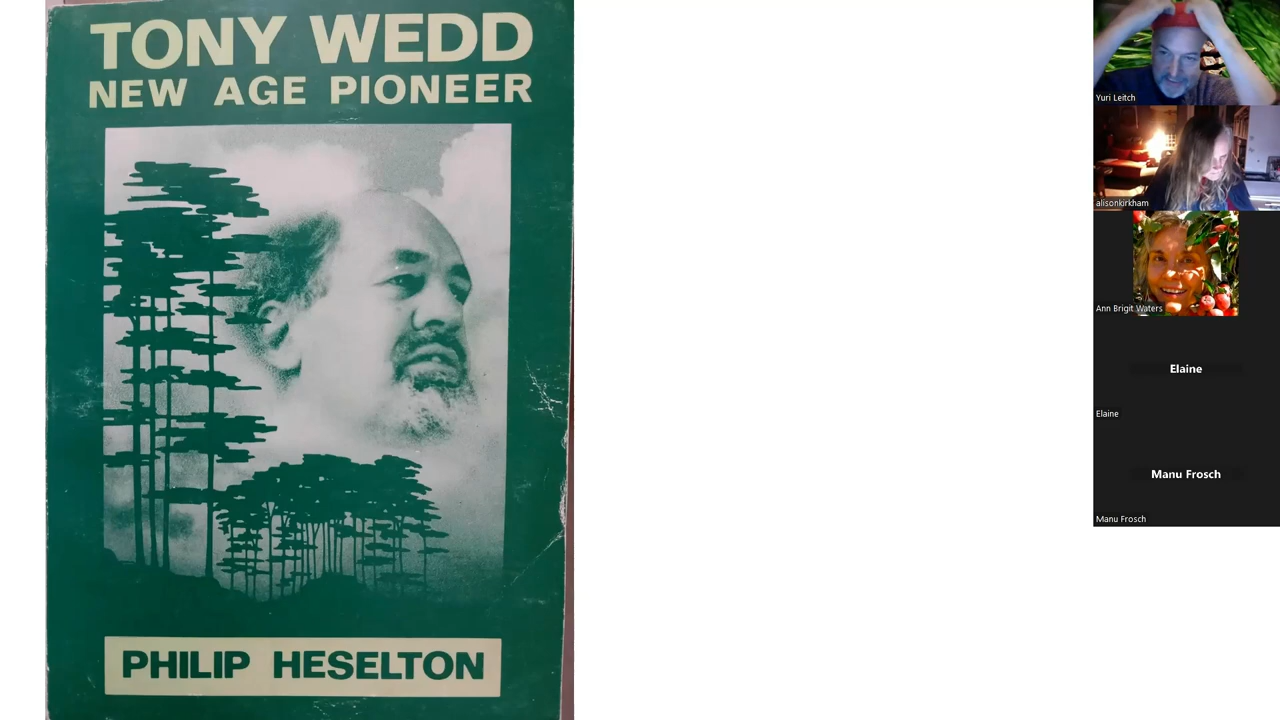 TONY WEDD
NEW AGE PIONEER
PHILIP HESELTON
Yuri Leitch
alisonkirkham
Ann Brigit Waters
Elaine
Elaine
Manu Frosch
Manu Frosch